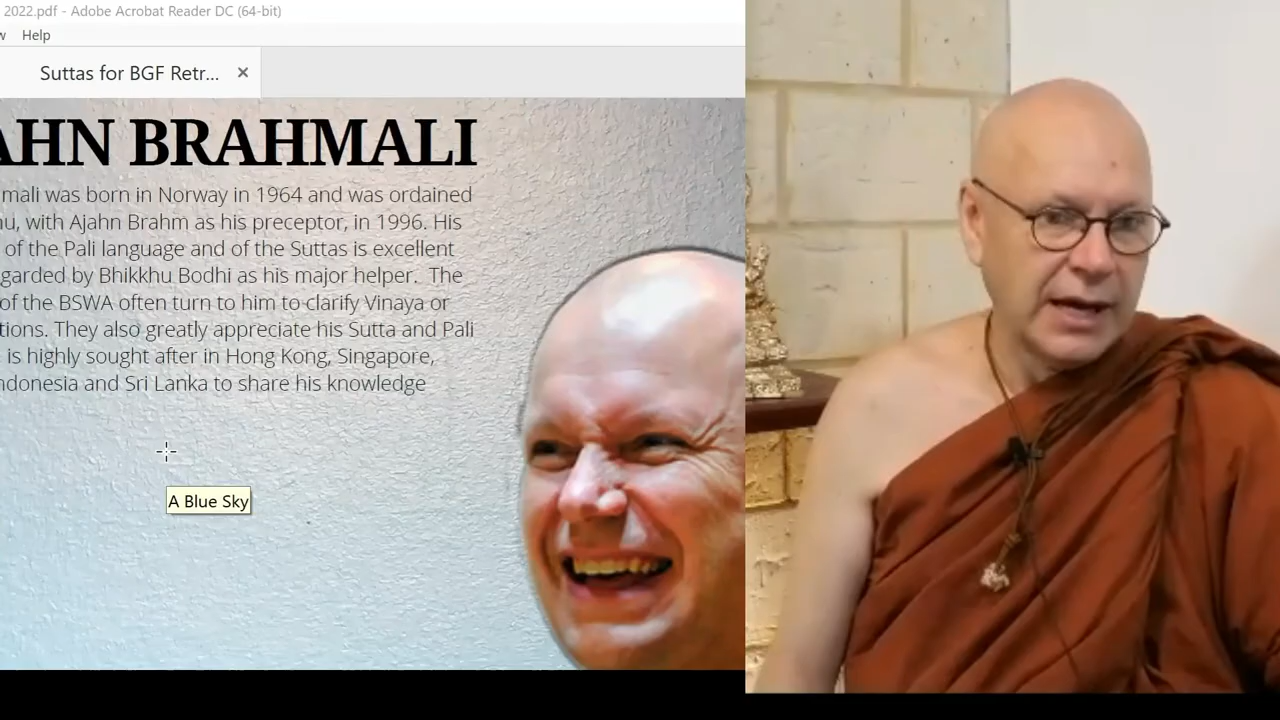 2022.pdf - Adobe Acrobat Reader DC (64-bit)
w Help
Suttas for BGF Retr... ×
AHN BRAHMALI
mali was born in Norway in 1964 and was ordained
nu, with Ajahn Brahm as his preceptor, in 1996. His
of the Pali language and of the Suttas is excellent
garded by Bhikkhu Bodhi as his major helper. The
of the BSWA often turn to him to clarify Vinaya or
tions. They also greatly appreciate his Sutta and Pali
is highly sought after in Hong Kong, Singapore,
ndonesia and Sri Lanka to share his knowledge
A Blue Sky